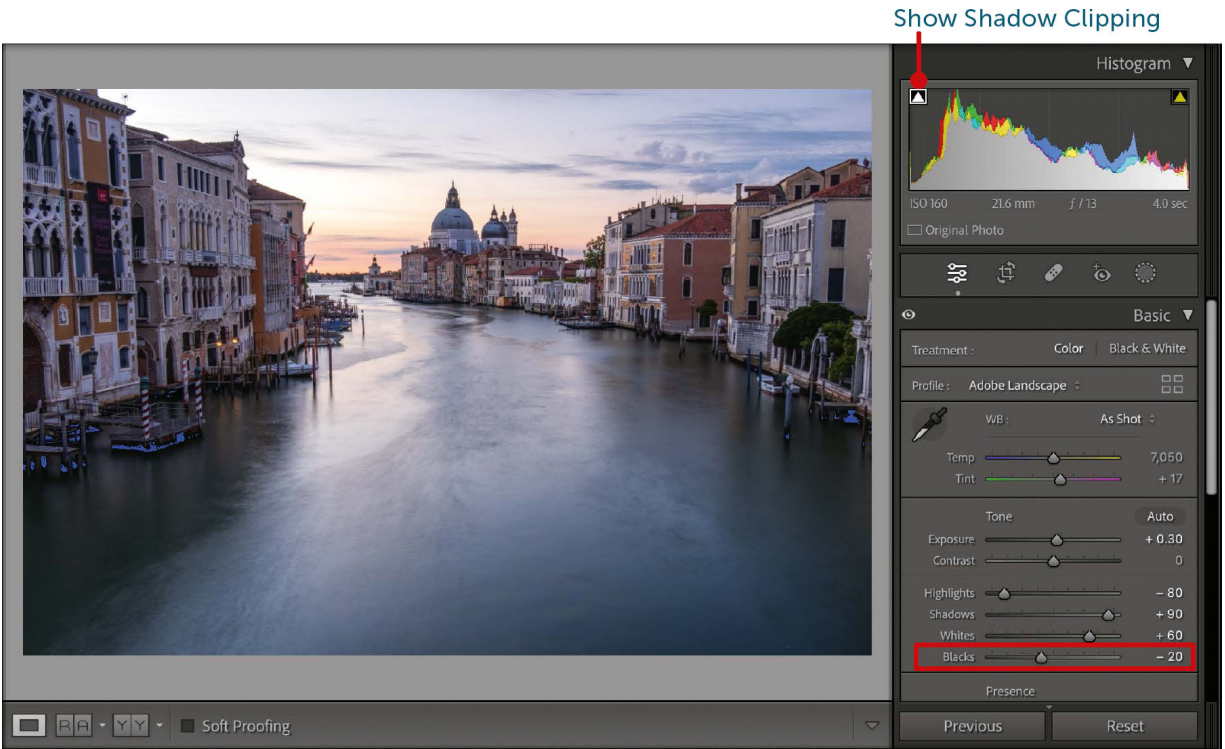 Show Shadow Clipping
Histogram
ISO 160 21.6 mm ƒ / 13 4.0 sec
Original Photo
Basic
Treatment : Color Black & White
Profile : Adobe Landscape
WB : As Shot
Temp 7,050
Tint + 17
Tone Auto
Exposure + 0.30
Contrast 0
Highlights – 80
Shadows + 90
Whites + 60
Blacks – 20
Presence
R A Y Y Soft Proofing
Previous Reset